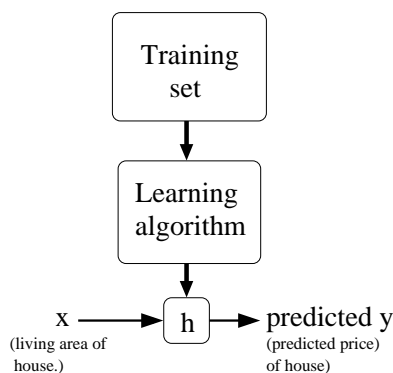 Training
set
Learning
algorithm
x
h
predicted y
(living area of
house.)
(predicted price)
of house)